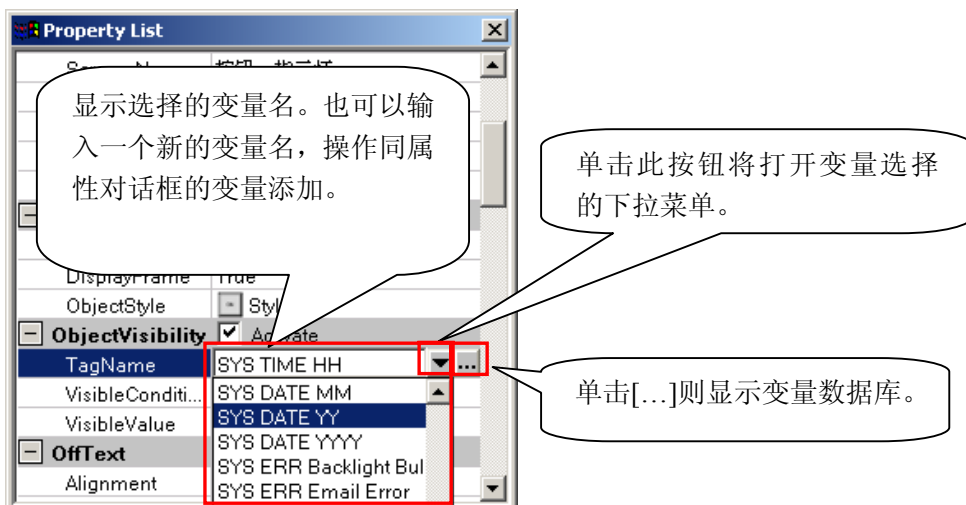 Property List
显示选择的变量名。也可以输
入一个新的变量名，操作同属
性对话框的变量添加。
单击此按钮将打开变量选择
的下拉菜单。
DisplayFrame True
ObjectStyle
ObjectVisibility Activate
TagName SYS TIME HH ...
VisibleConditi... SYS DATE MM
单击[…]则显示变量数据库。
VisibleValue SYS DATE YY
SYS DATE YYYY
OffText SYS ERR Backlight Bul
Alignment SYS ERR Email Error